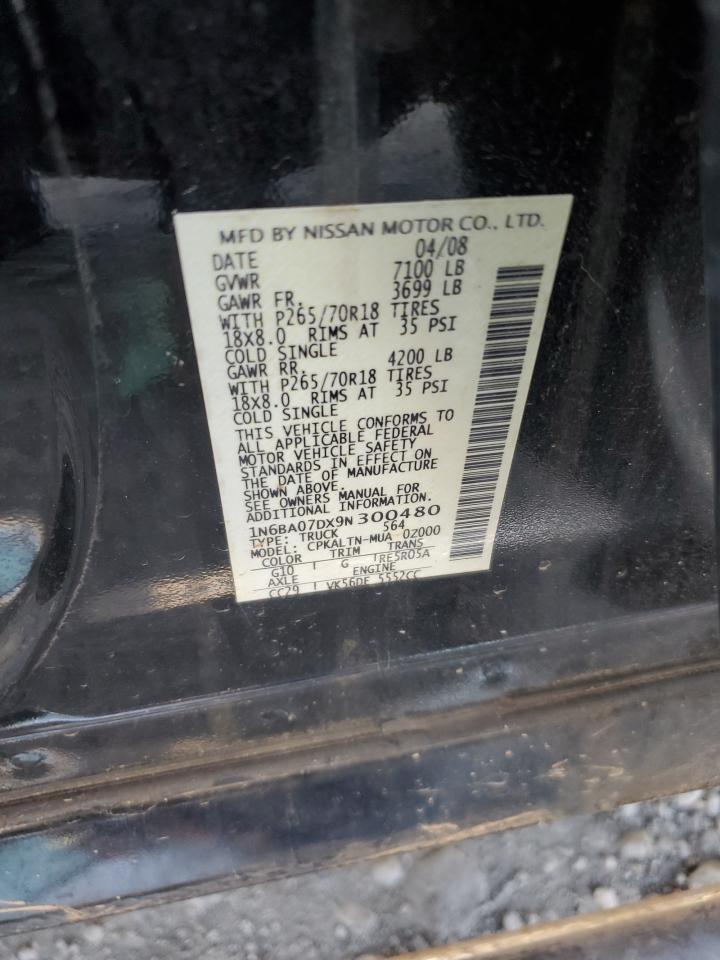 MFD BY NISSAN MOTOR CO., LTD.
DATE 04/08
GVWR 7100 LB
GAWR FR. 3699 LB
WITH P265/70R18 TIRES
18X8.0 RIMS AT 35 PSI
COLD SINGLE
GAWR RR. 4200 LB
WITH P265/70R18 TIRES
18X8.0 RIMS AT 35 PSI
COLD SINGLE
THIS VEHICLE CONFORMS TO
ALL APPLICABLE FEDERAL
MOTOR VEHICLE SAFETY
STANDARDS IN EFFECT ON
THE DATE OF MANUFACTURE
SHOWN ABOVE.
SEE OWNERS MANUAL FOR
ADDITIONAL INFORMATION.
1N6BA07DX9N300480
TYPE: TRUCK 564
MODEL: CPKALTN-MUA 0Z000
COLOR TRIM TRANS
G10 G RE5R05A
AXLE ENGINE
CC29 VK56DE 5552CC